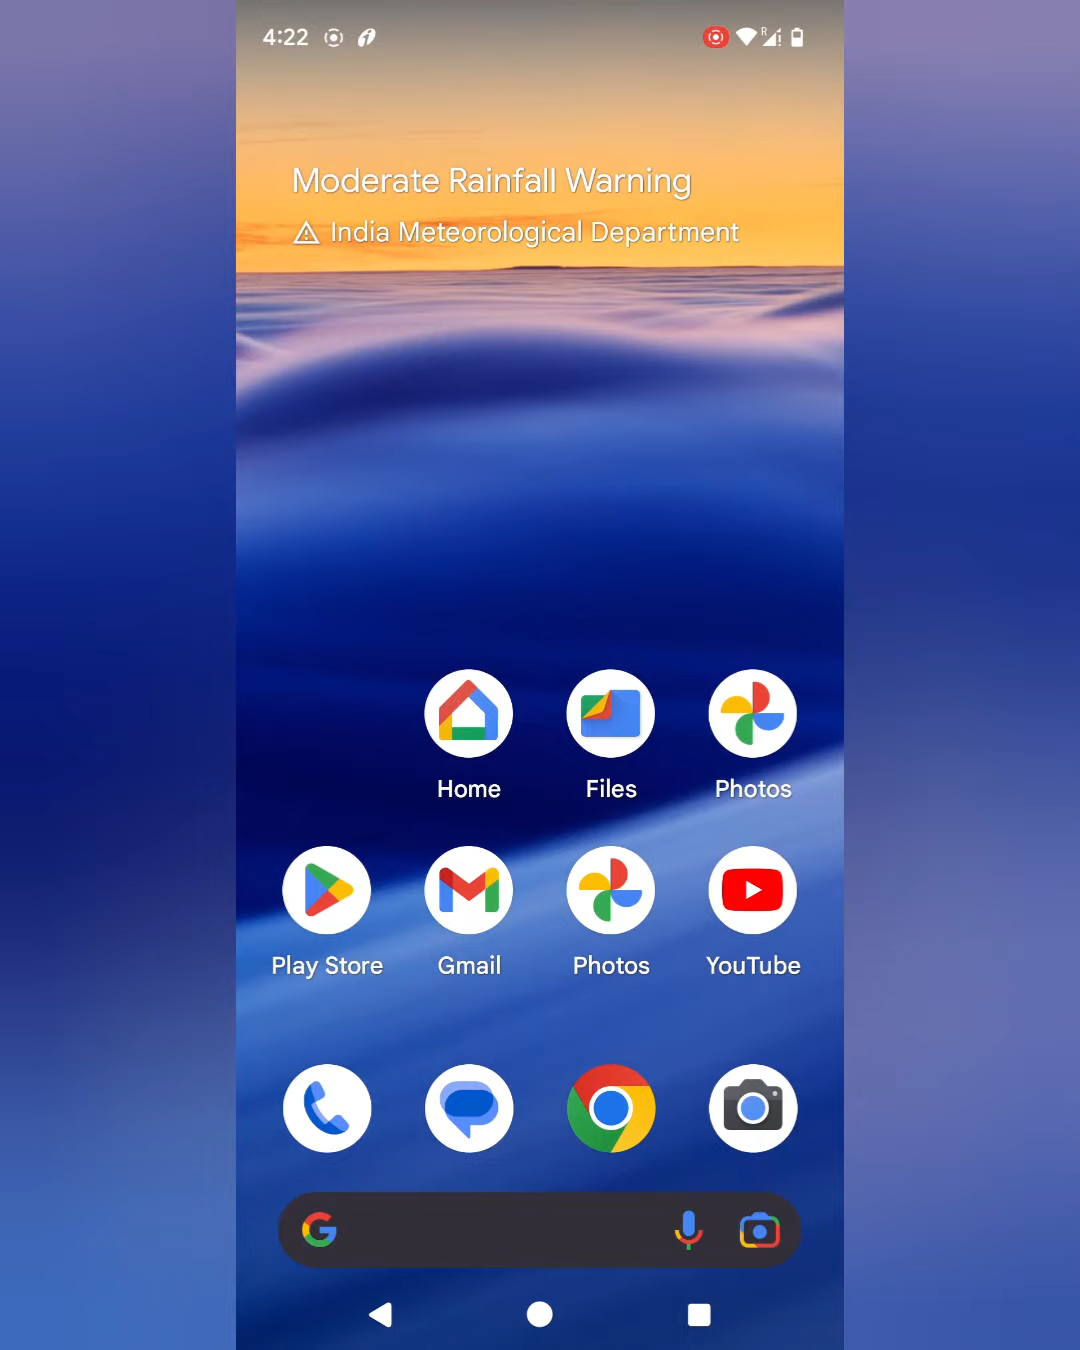 4:22
R
Moderate Rainfall Warning
India Meteorological Department
Home Files Photos
Play Store Gmail Photos YouTube